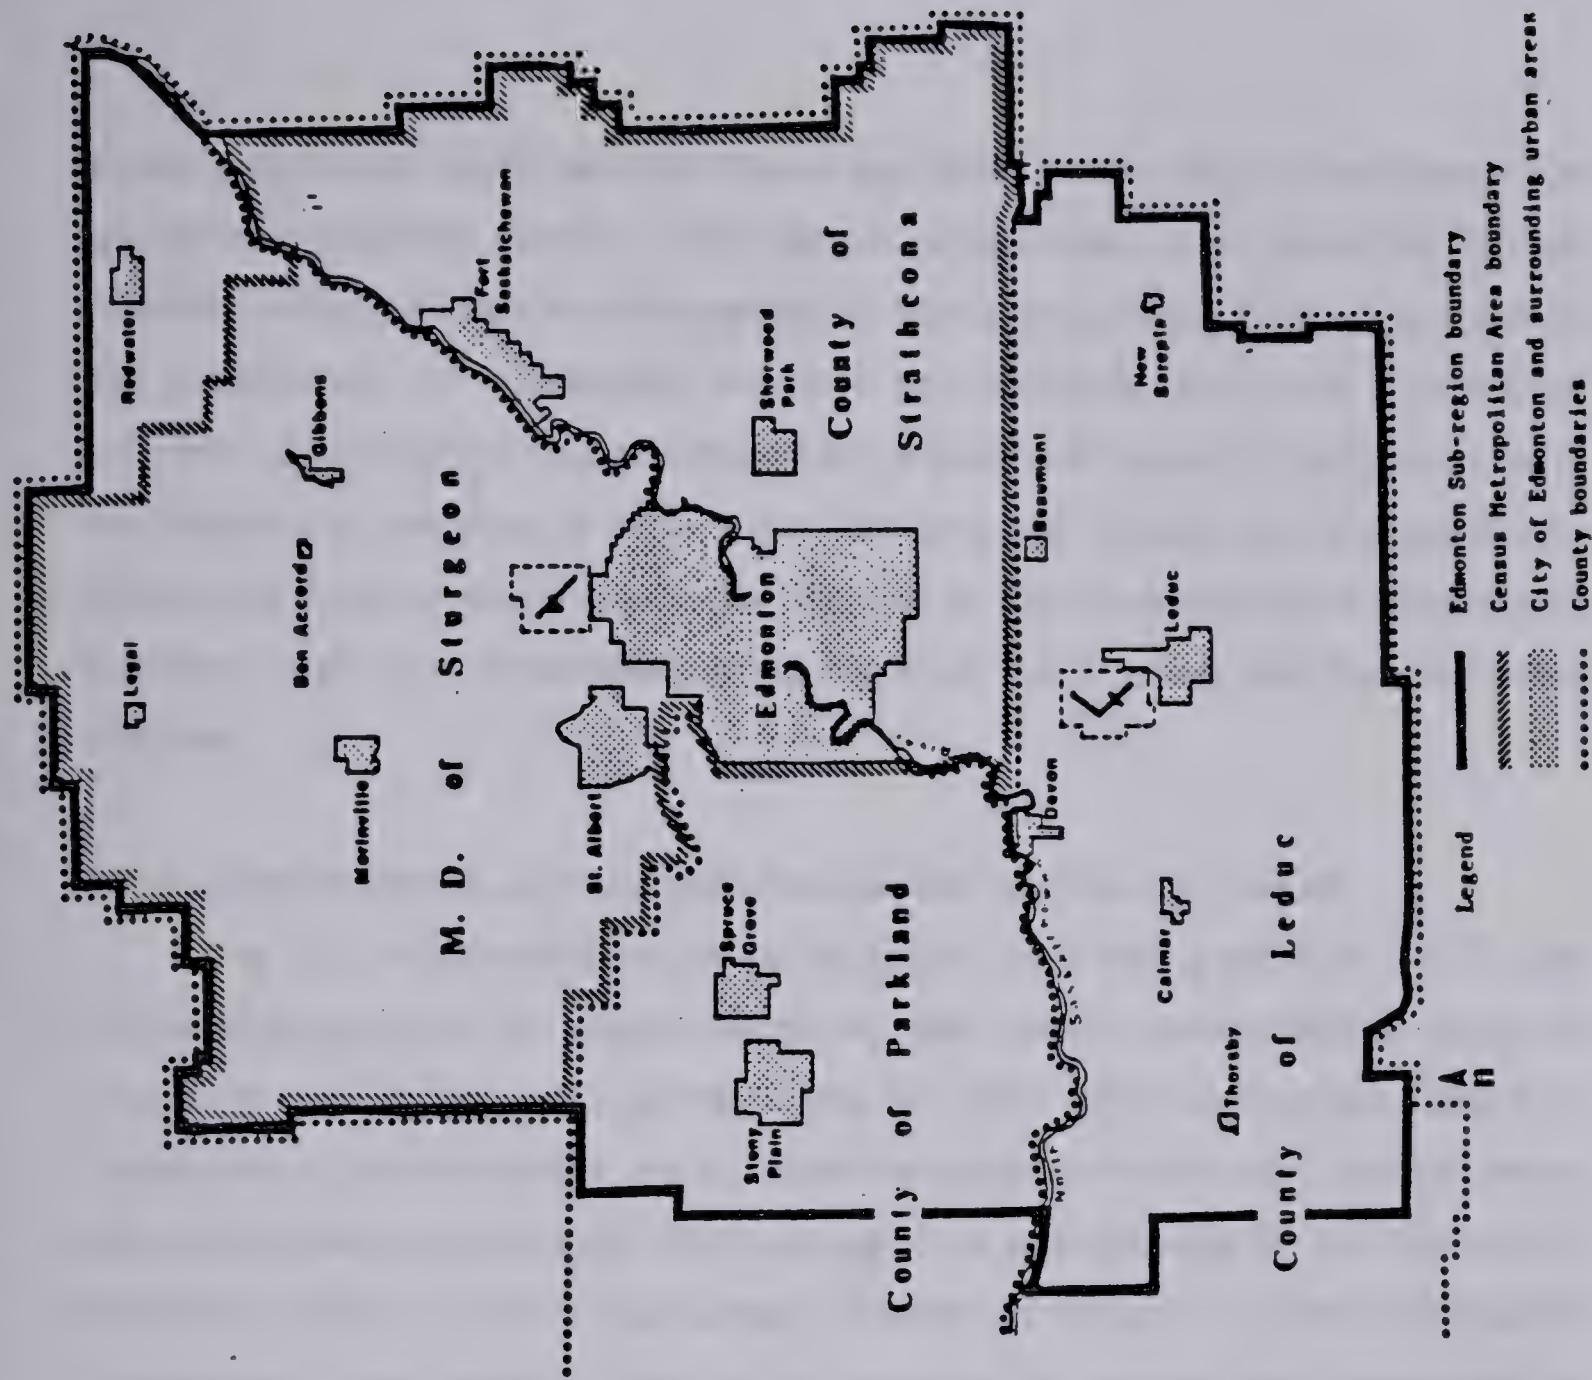 Redwater
Legal
Gibbons
Bon Accord
Morinville
M. D. of Sturgeon
Fort
Saskatchewan
St. Albert
Edmonton
Sherwood
Park
County of
Strathcona
Spruce
Grove
Stony
Plain
County of Parkland
Devon
Beaumont
North
New
Sarepta
Leduc
Calmar
Thorsby
County of Leduc
Legend
Edmonton Sub-region boundary
Census Metropolitan Area boundary
City of Edmonton and surrounding urban areas
County boundaries